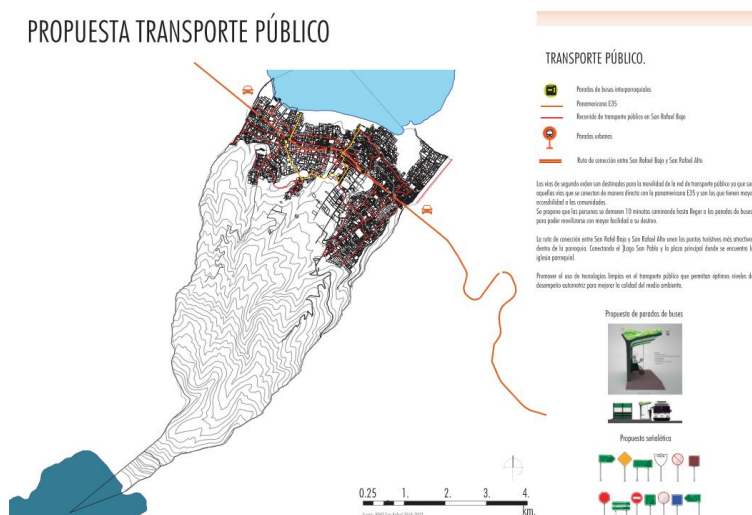 PROPUESTA TRANSPORTE PÚBLICO
TRANSPORTE PÚBLICO.
Paradas de buses interparroquiales
Panamericana E35
Recorrido de transporte público en San Rafael Bajo
Paradas urbanas
Ruta de conección entre San Rafael Bajo y San Rafael Alto
Las vias de segundo orden son destinadas para la movilidad de la red de transporte público ya que son
aquellas vias que se conectan de manera directa con la panamericana E35 y son las que tienen mayor
accesibilidad a las comunidades.
Se propone que las personas se demoren 10 minutos caminando hasta llegar a las paradas de buses
para poder movilizarse con mayor facilidad a su destino.
La ruta de conección entre San Rafel Bajo y San Rafael Alto unen los puntos turísticos más atractivos
dentro de la parroquia. Conectando el lago San Pablo y la plaza principal donde se encuentra la
iglesia parroquial.
Promover el uso de tecnologías limpias en el transporte público que permitan óptimos niveles de
desempeño automotriz para mejorar la calidad del medio ambiente.
Propuesta de paradas de buses
Propuesta señalética
0.25 1. 2. 3. 4.
km.